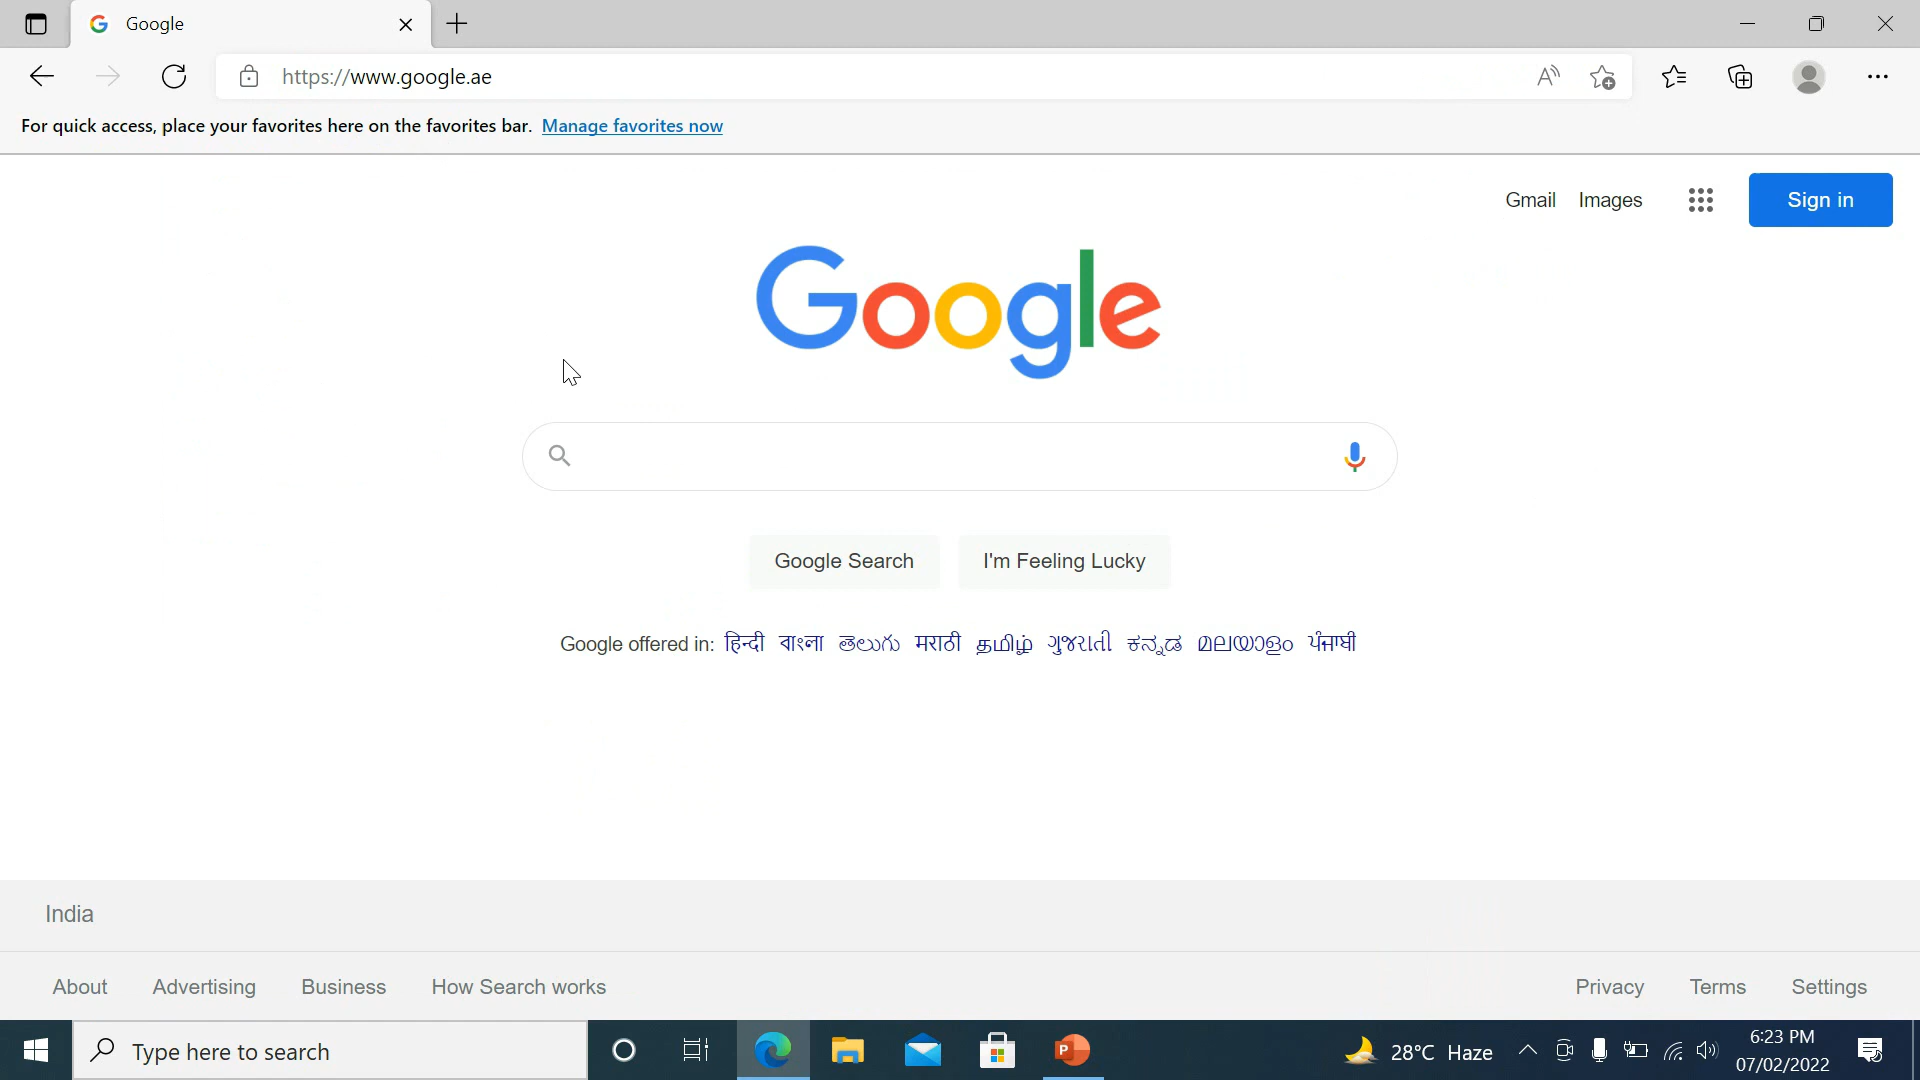 Google
https://www.google.ae
For quick access, place your favorites here on the favorites bar. Manage favorites now
Gmail Images Sign in
Google
Google Search I'm Feeling Lucky
Google offered in: हिन्दी বাংলা తెలుగు मराठी தமிழ் ગુજરાતી ಕನ್ನಡ മലയാളം ਪੰਜਾਬੀ
India
About Advertising Business How Search works Privacy Terms Settings
Type here to search
28°C Haze
6:23 PM
07/02/2022